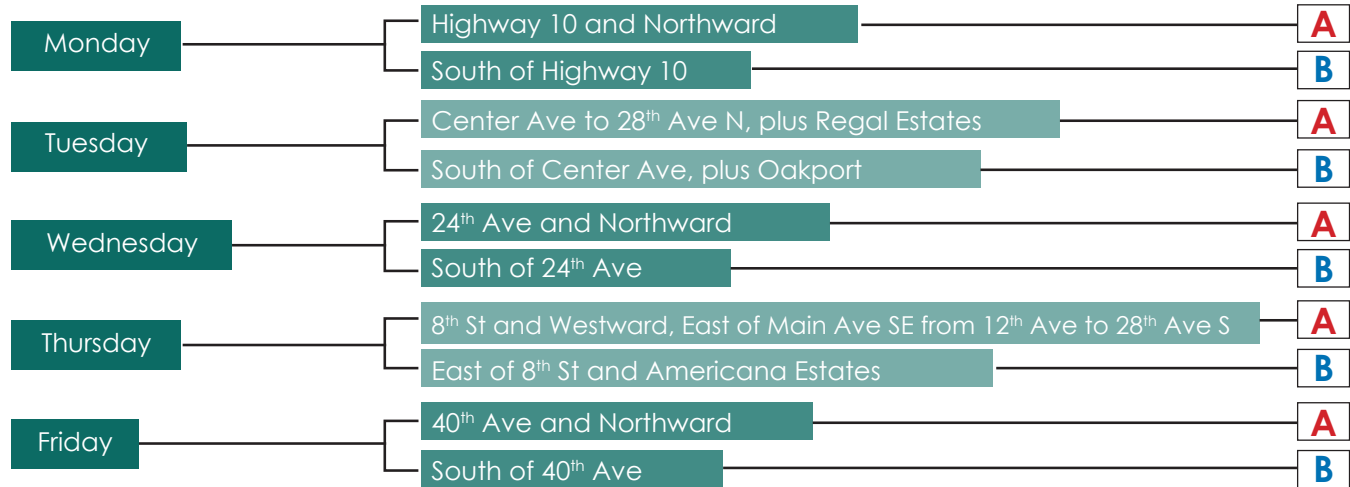 Monday
Highway 10 and Northward
A
South of Highway 10
B
Tuesday
Center Ave to 28th Ave N, plus Regal Estates
A
South of Center Ave, plus Oakport
B
Wednesday
24th Ave and Northward
A
South of 24th Ave
B
Thursday
8th St and Westward, East of Main Ave SE from 12th Ave to 28th Ave S
A
East of 8th St and Americana Estates
B
Friday
40th Ave and Northward
A
South of 40th Ave
B